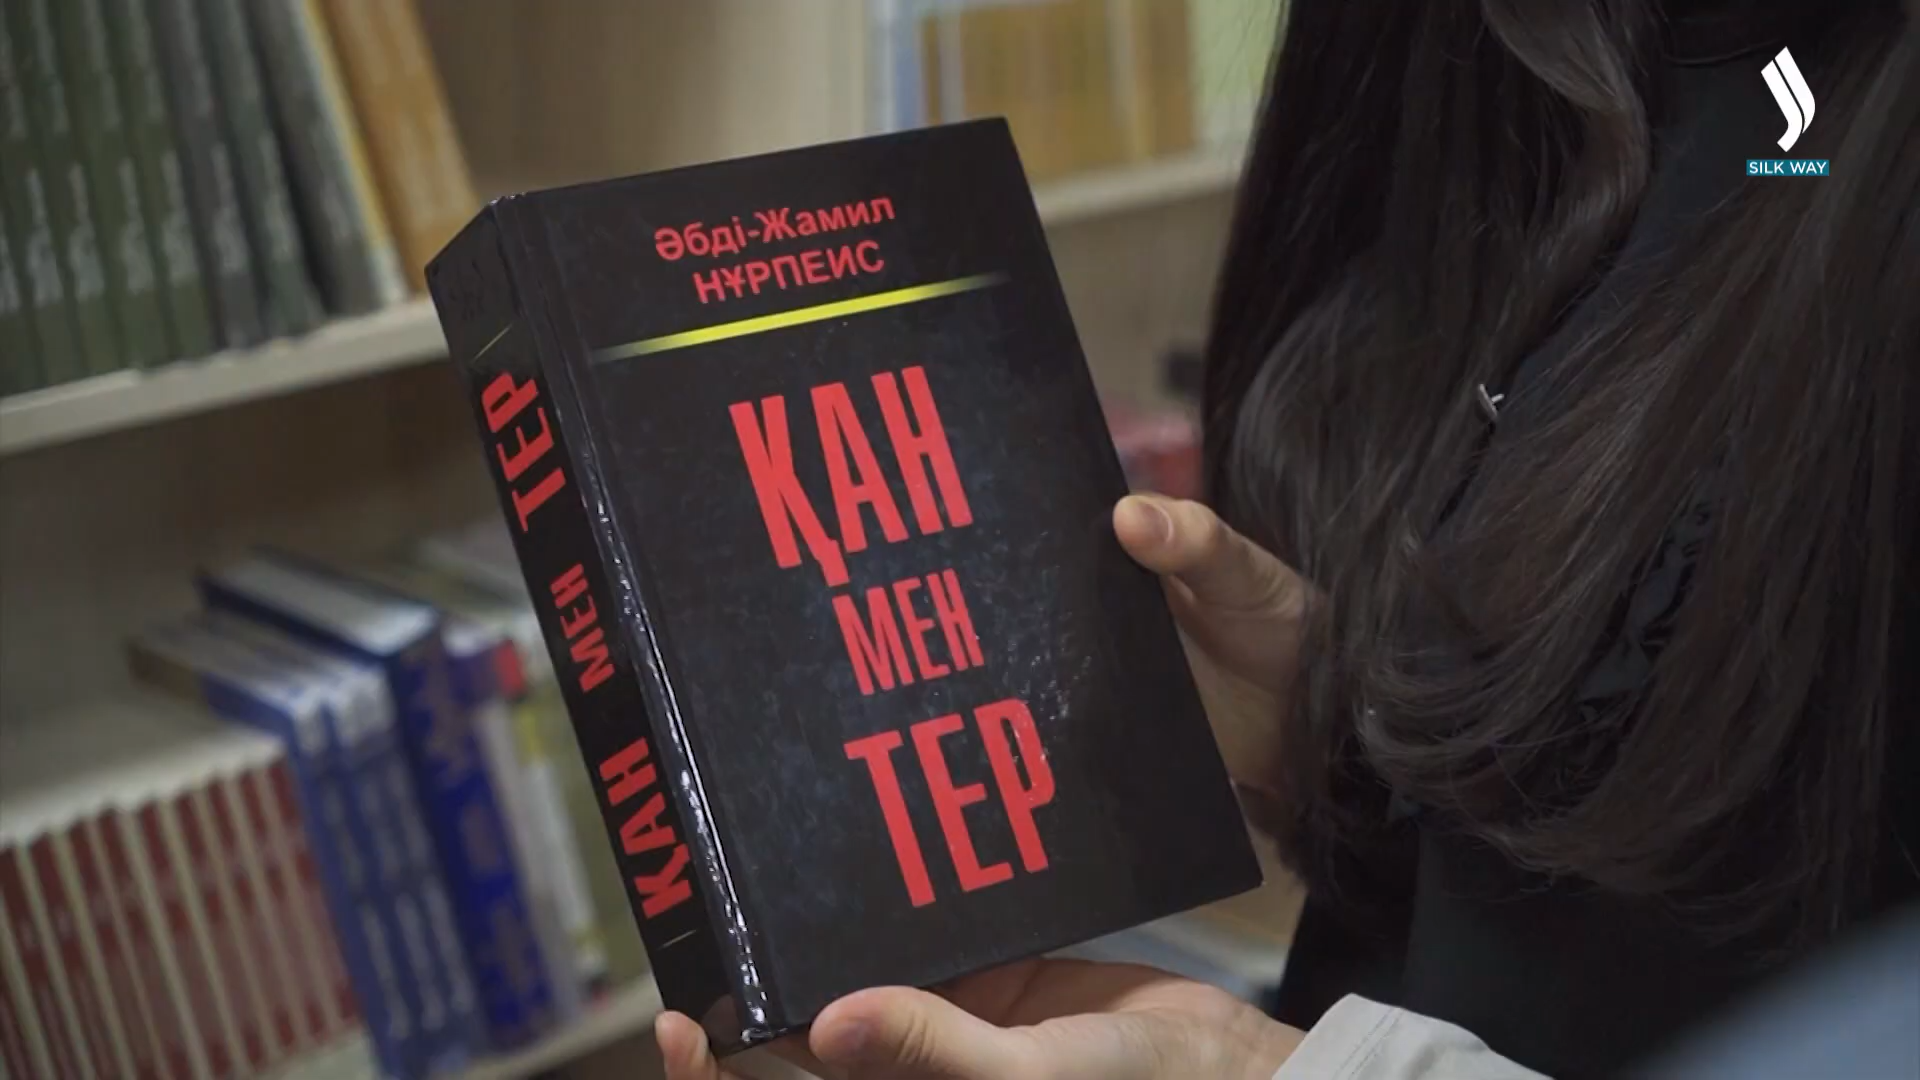 Әбді-Жамил
НҰРПЕИС
ҚАН
МЕН
ТЕР
ҚАН МЕН ТЕР
SILK WAY